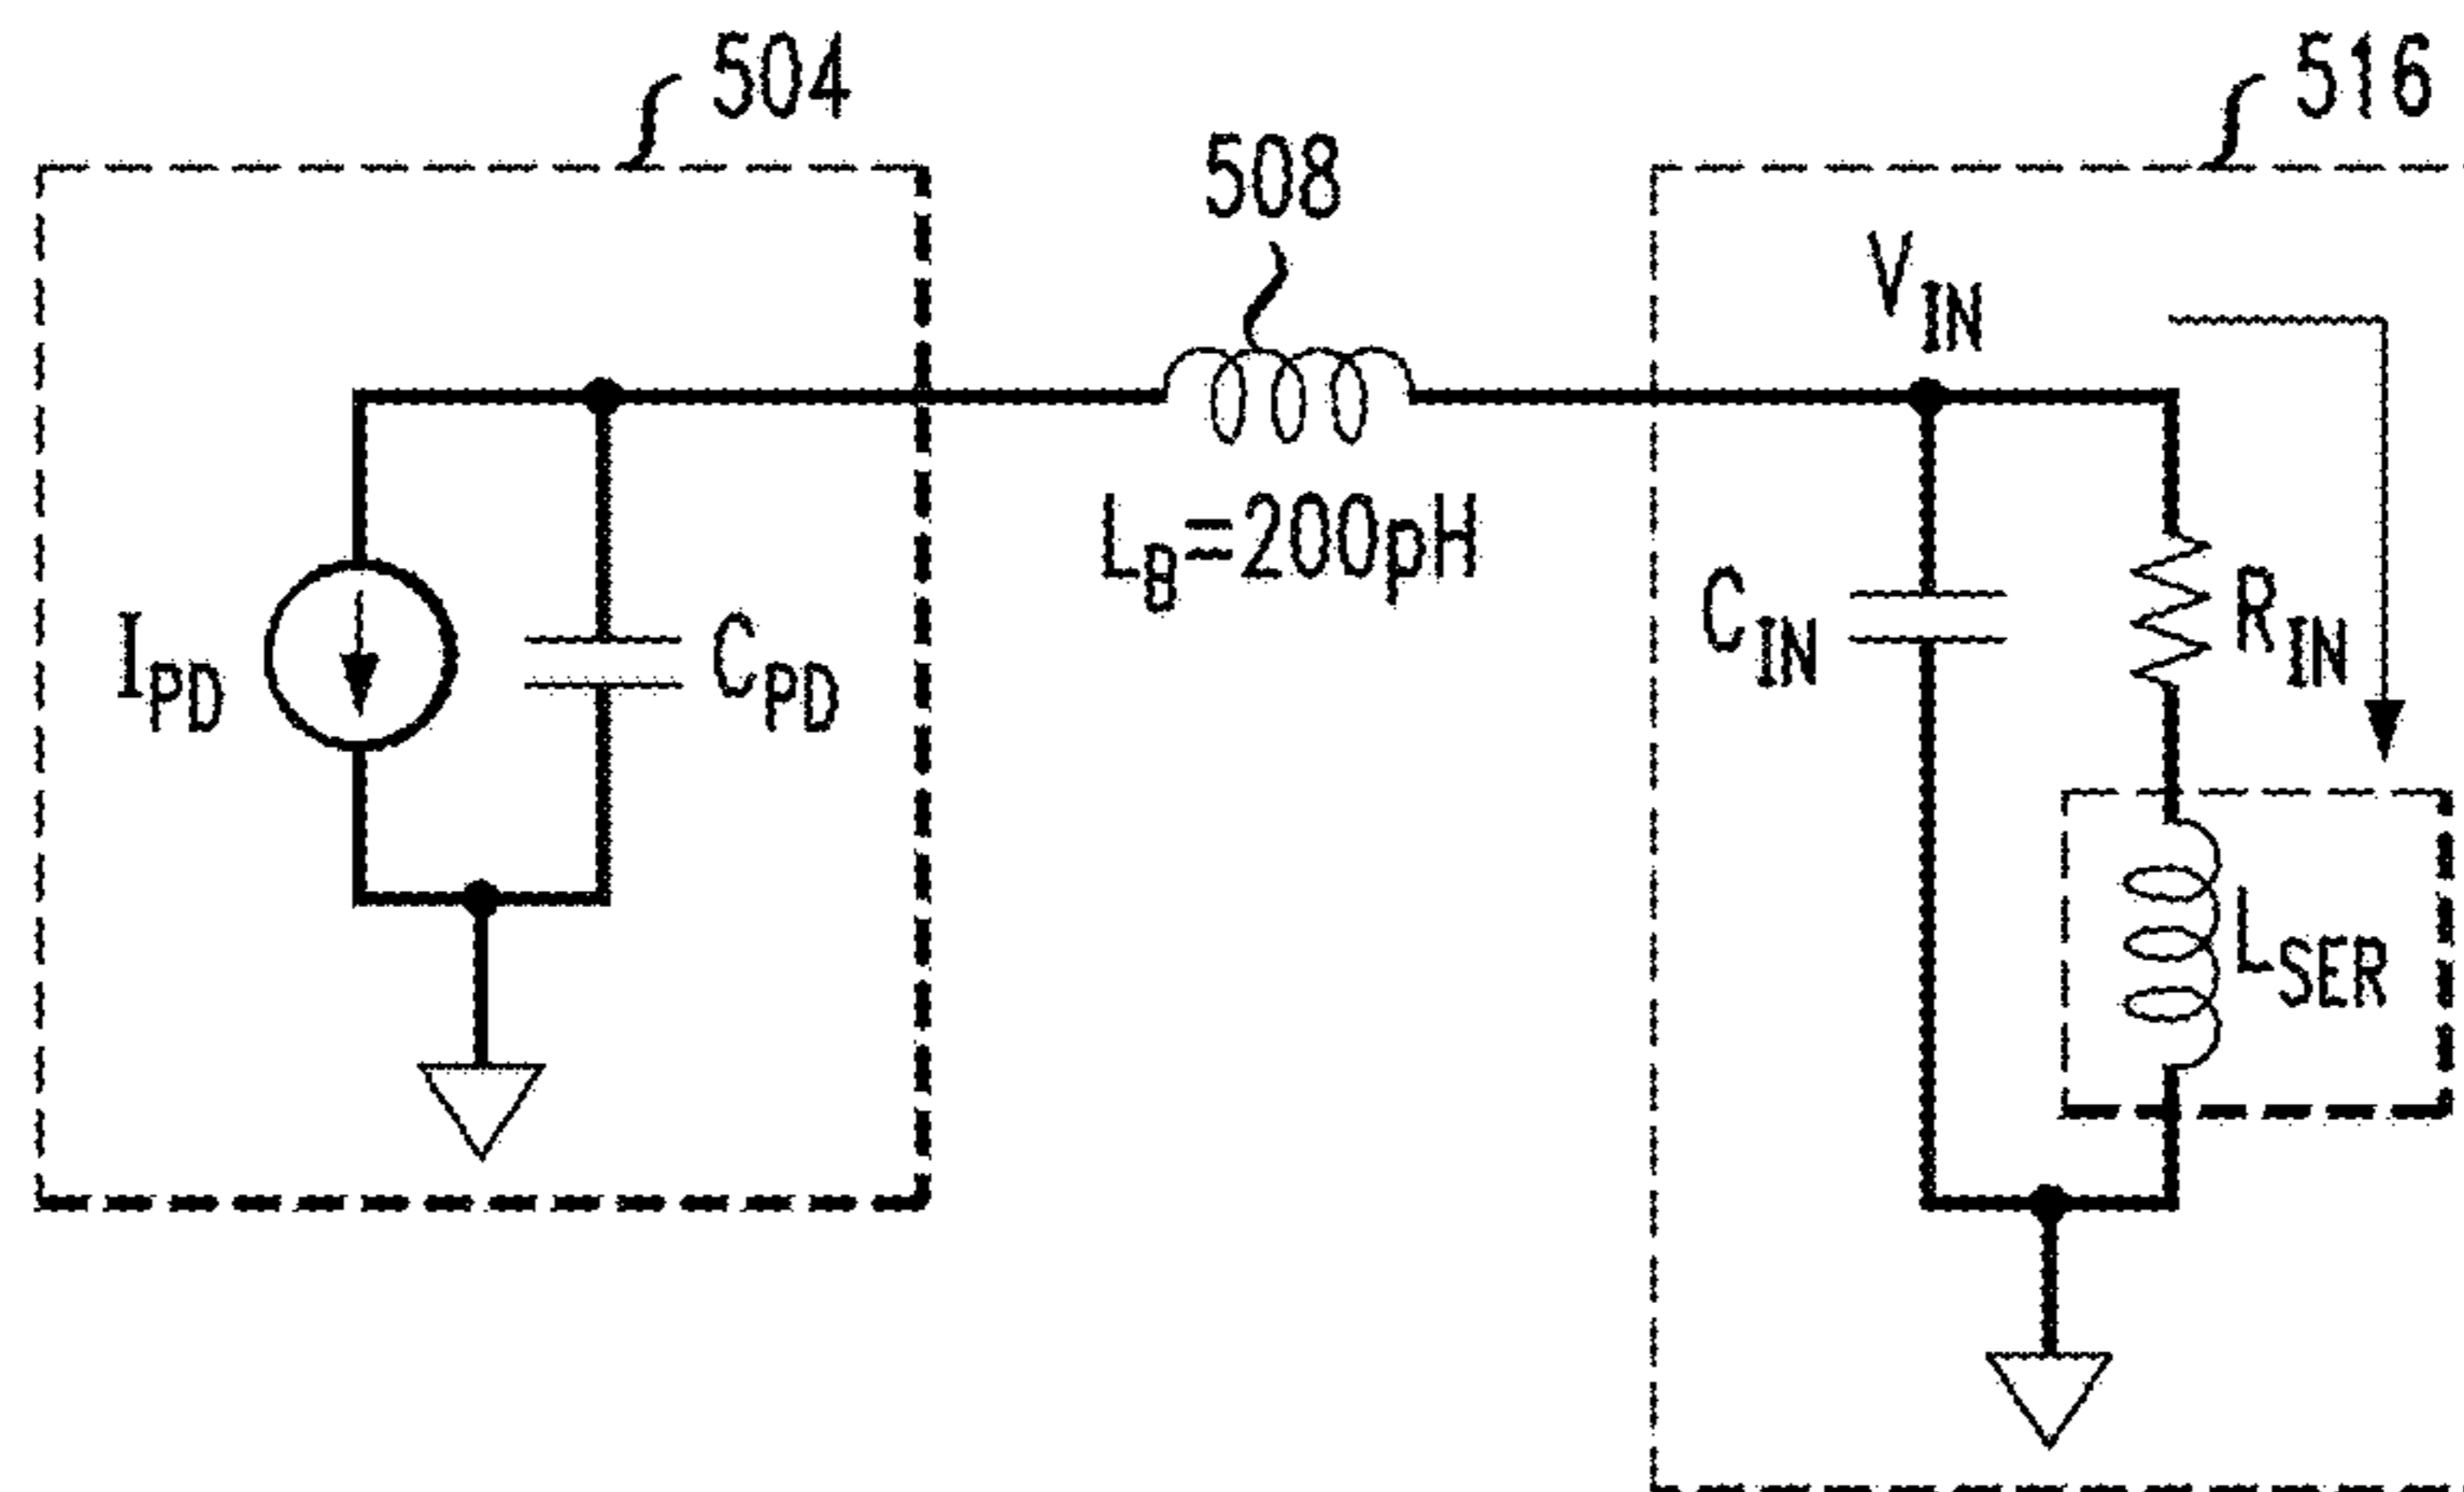 504
516
508
V_IN
L_B=200pH
I_PD
C_PD
C_IN
R_IN
L_SER